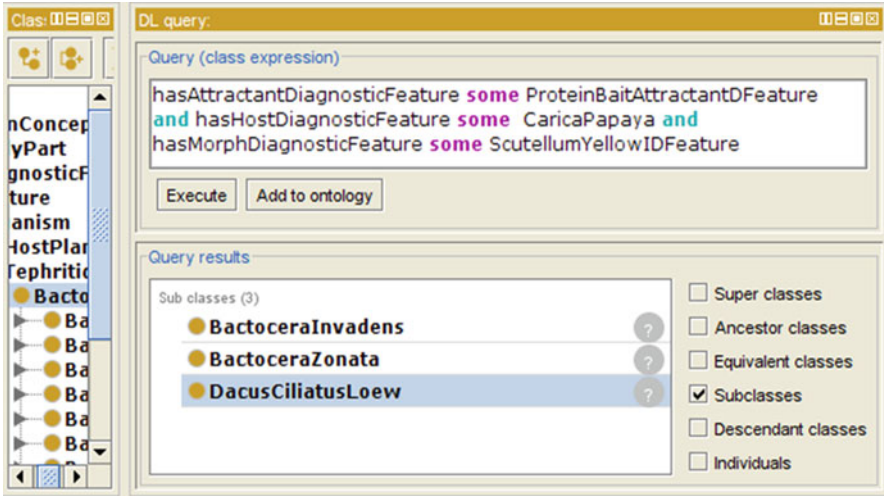 Clas:
DL query:
Query (class expression)
hasAttractantDiagnosticFeature some ProteinBaitAttractantDFeature
and hasHostDiagnosticFeature some CaricaPapaya and
hasMorphDiagnosticFeature some ScutellumYellowIDFeature
Execute
Add to ontology
nConcep
yPart
gnosticF
ture
anism
HostPlan
Tephritic
Bacto
Ba
Ba
Ba
Ba
Ba
Ba
Query results
Sub classes (3)
BactoceraInvadens
?
BactoceraZonata
?
DacusCiliatusLoew
?
Super classes
Ancestor classes
Equivalent classes
Subclasses
Descendant classes
Individuals